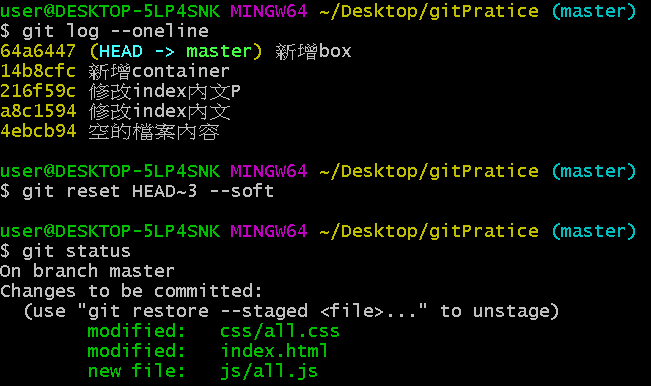 user@DESKTOP-5LP4SNK MINGW64 ~/Desktop/gitPratice (master)
$ git log --oneline
64a6447 (HEAD -> master) 新增box
14b8cfc 新增container
216f59c 修改index內文P
a8c1594 修改index內文
4ebcb94 空的檔案內容
user@DESKTOP-5LP4SNK MINGW64 ~/Desktop/gitPratice (master)
$ git reset HEAD~3 --soft
user@DESKTOP-5LP4SNK MINGW64 ~/Desktop/gitPratice (master)
$ git status
On branch master
Changes to be committed:
  (use "git restore --staged <file>..." to unstage)
        modified:   css/all.css
        modified:   index.html
        new file:   js/all.js